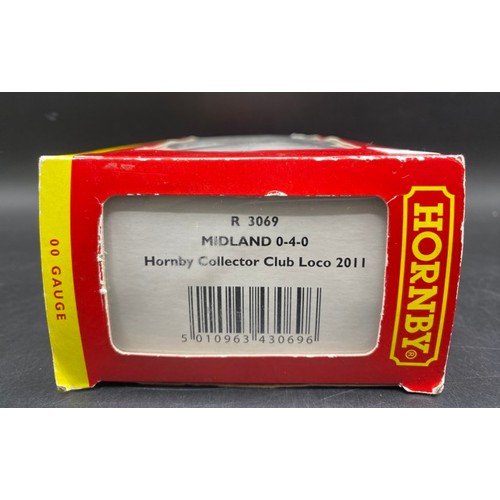 R 3069
MIDLAND 0-4-0
Hornby Collector Club Loco 2011
5 010963 430696
00 GAUGE
HORNBY®